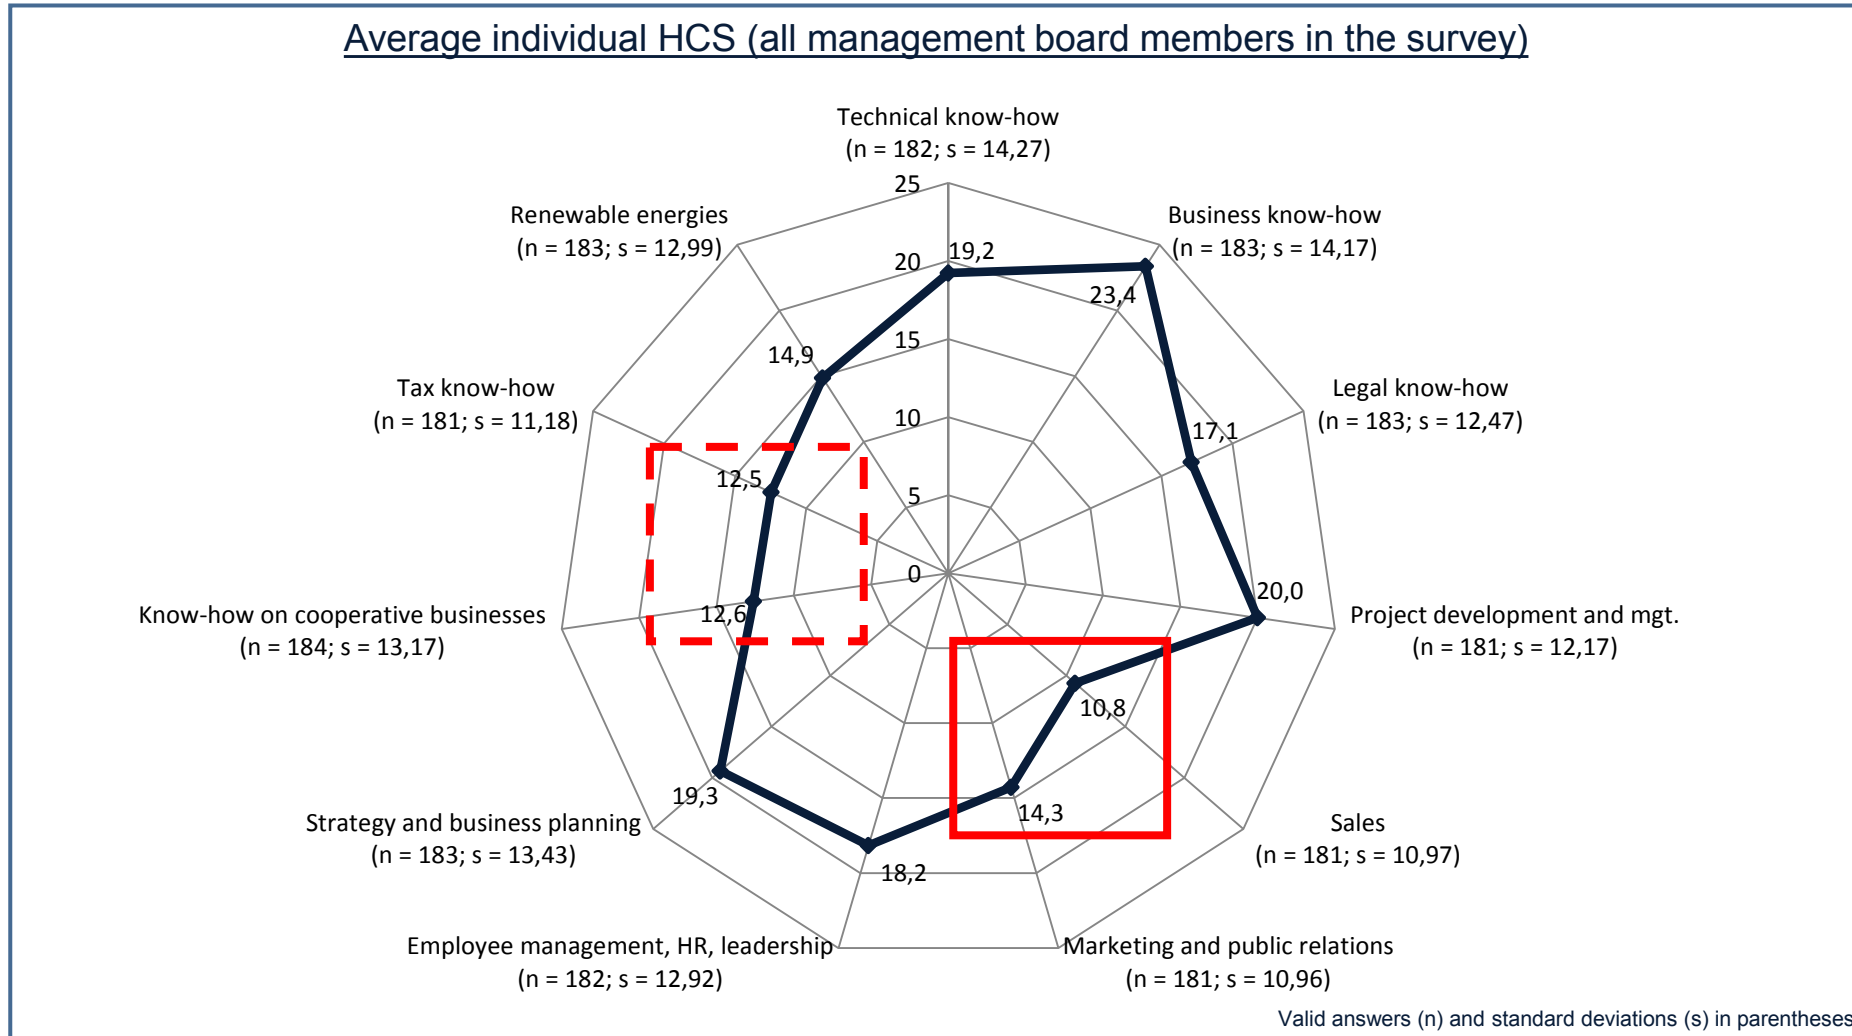 Average individual HCS (all management board members in the survey)
Technical know-how
(n = 182; s = 14,27)
25
Renewable energies
(n = 183; s = 12,99)
Business know-how
(n = 183; s = 14,17)
19,2
20
23,4
15
14,9
Tax know-how
(n = 181; s = 11,18)
Legal know-how
(n = 183; s = 12,47)
10
17,1
12,5
5
0
20,0
12,6
Know-how on cooperative businesses
(n = 184; s = 13,17)
Project development and mgt.
(n = 181; s = 12,17)
10,8
19,3
14,3
Strategy and business planning
(n = 183; s = 13,43)
Sales
(n = 181; s = 10,97)
18,2
Employee management, HR, leadership
(n = 182; s = 12,92)
Marketing and public relations
(n = 181; s = 10,96)
Valid answers (n) and standard deviations (s) in parentheses